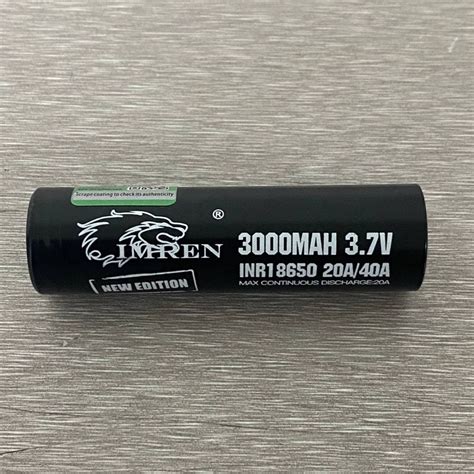 Scrape coating to check its authenticity
IMREN ®
NEW EDITION
3000MAH 3.7V
INR18650 20A/40A
MAX CONTINUOUS DISCHARGE:20A